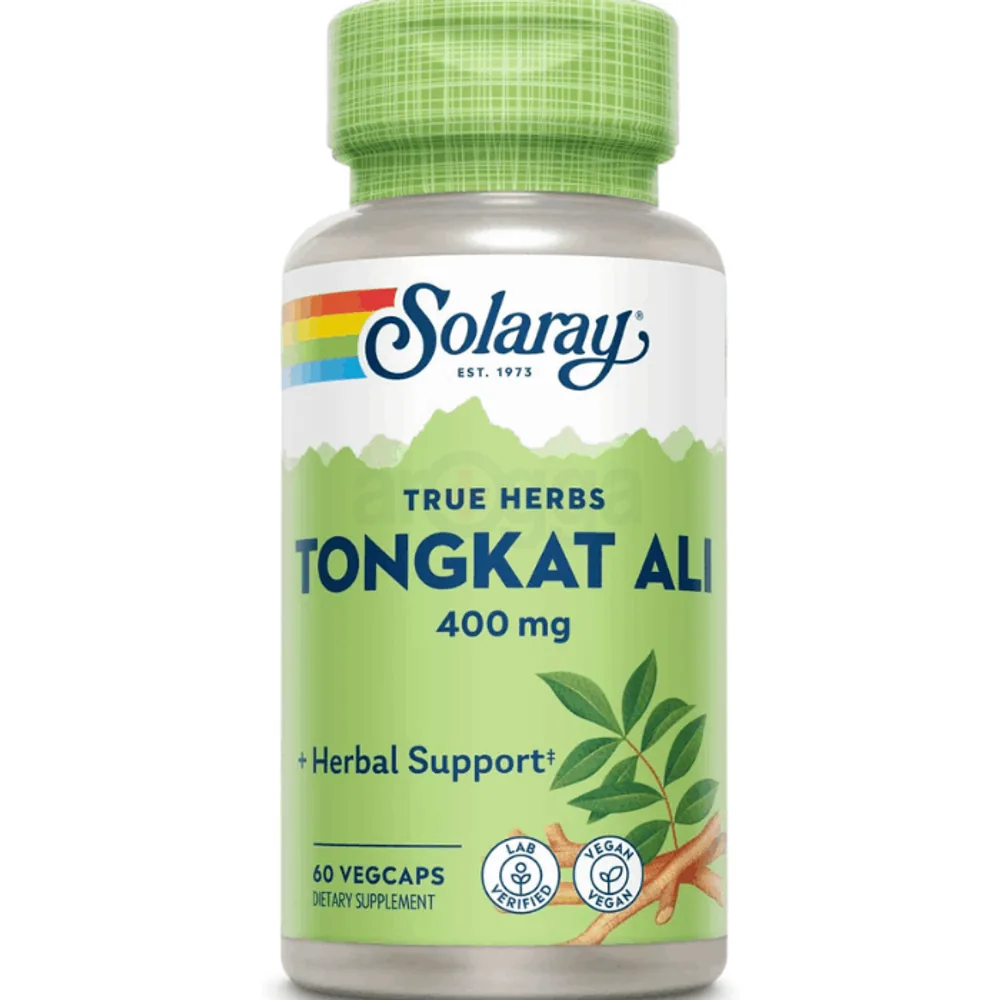 Solaray®
EST. 1973
arogga
TRUE HERBS
TONGKAT ALI
400 mg
+ Herbal Support‡
60 VEGCAPS
DIETARY SUPPLEMENT
LAB
VERIFIED
VEGAN
VEGAN